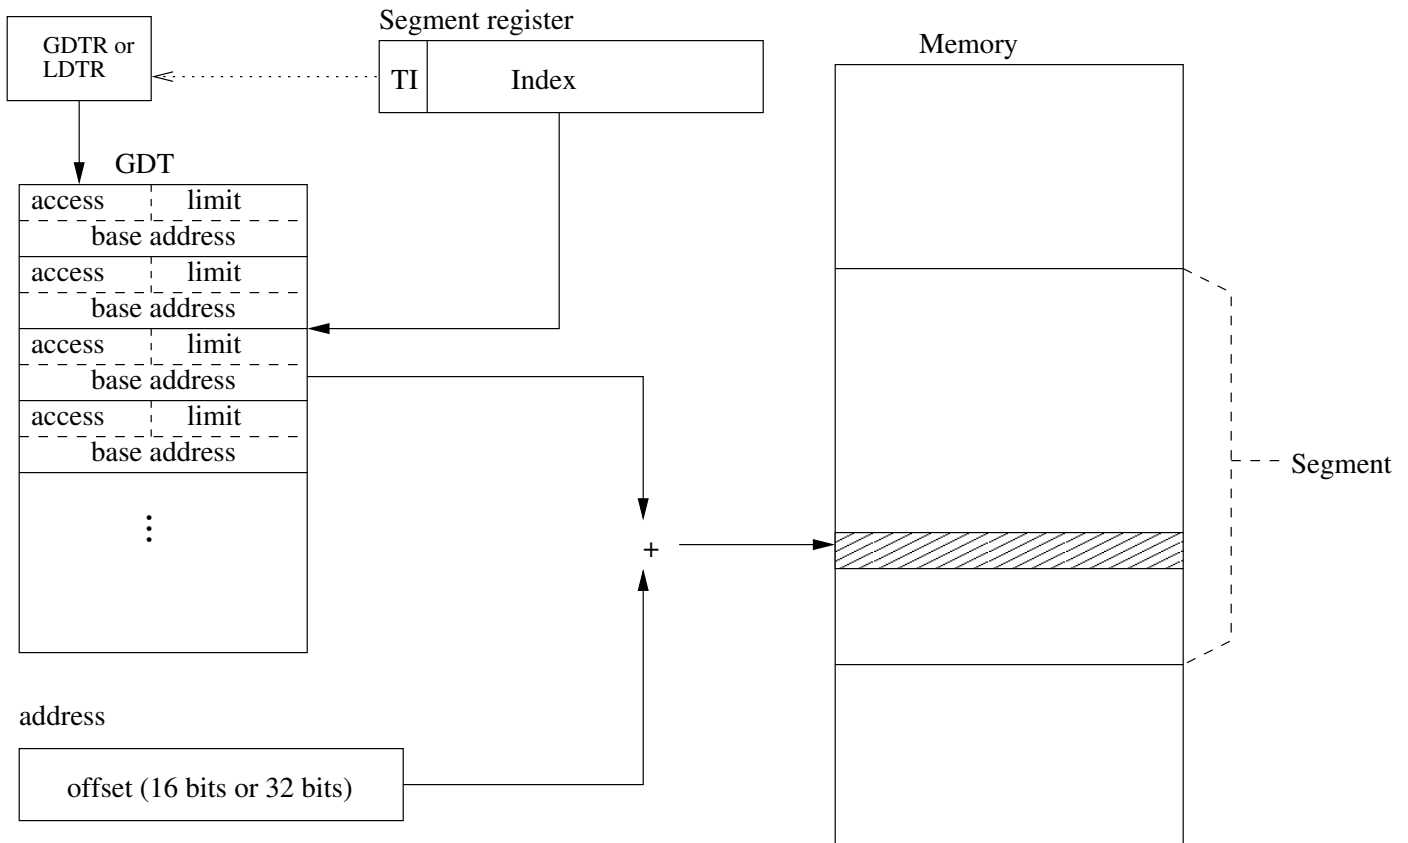 Segment register
GDTR or
LDTR
TI Index
Memory
GDT
access limit
base address
access limit
base address
access limit
base address
access limit
base address
Segment
+
address
offset (16 bits or 32 bits)